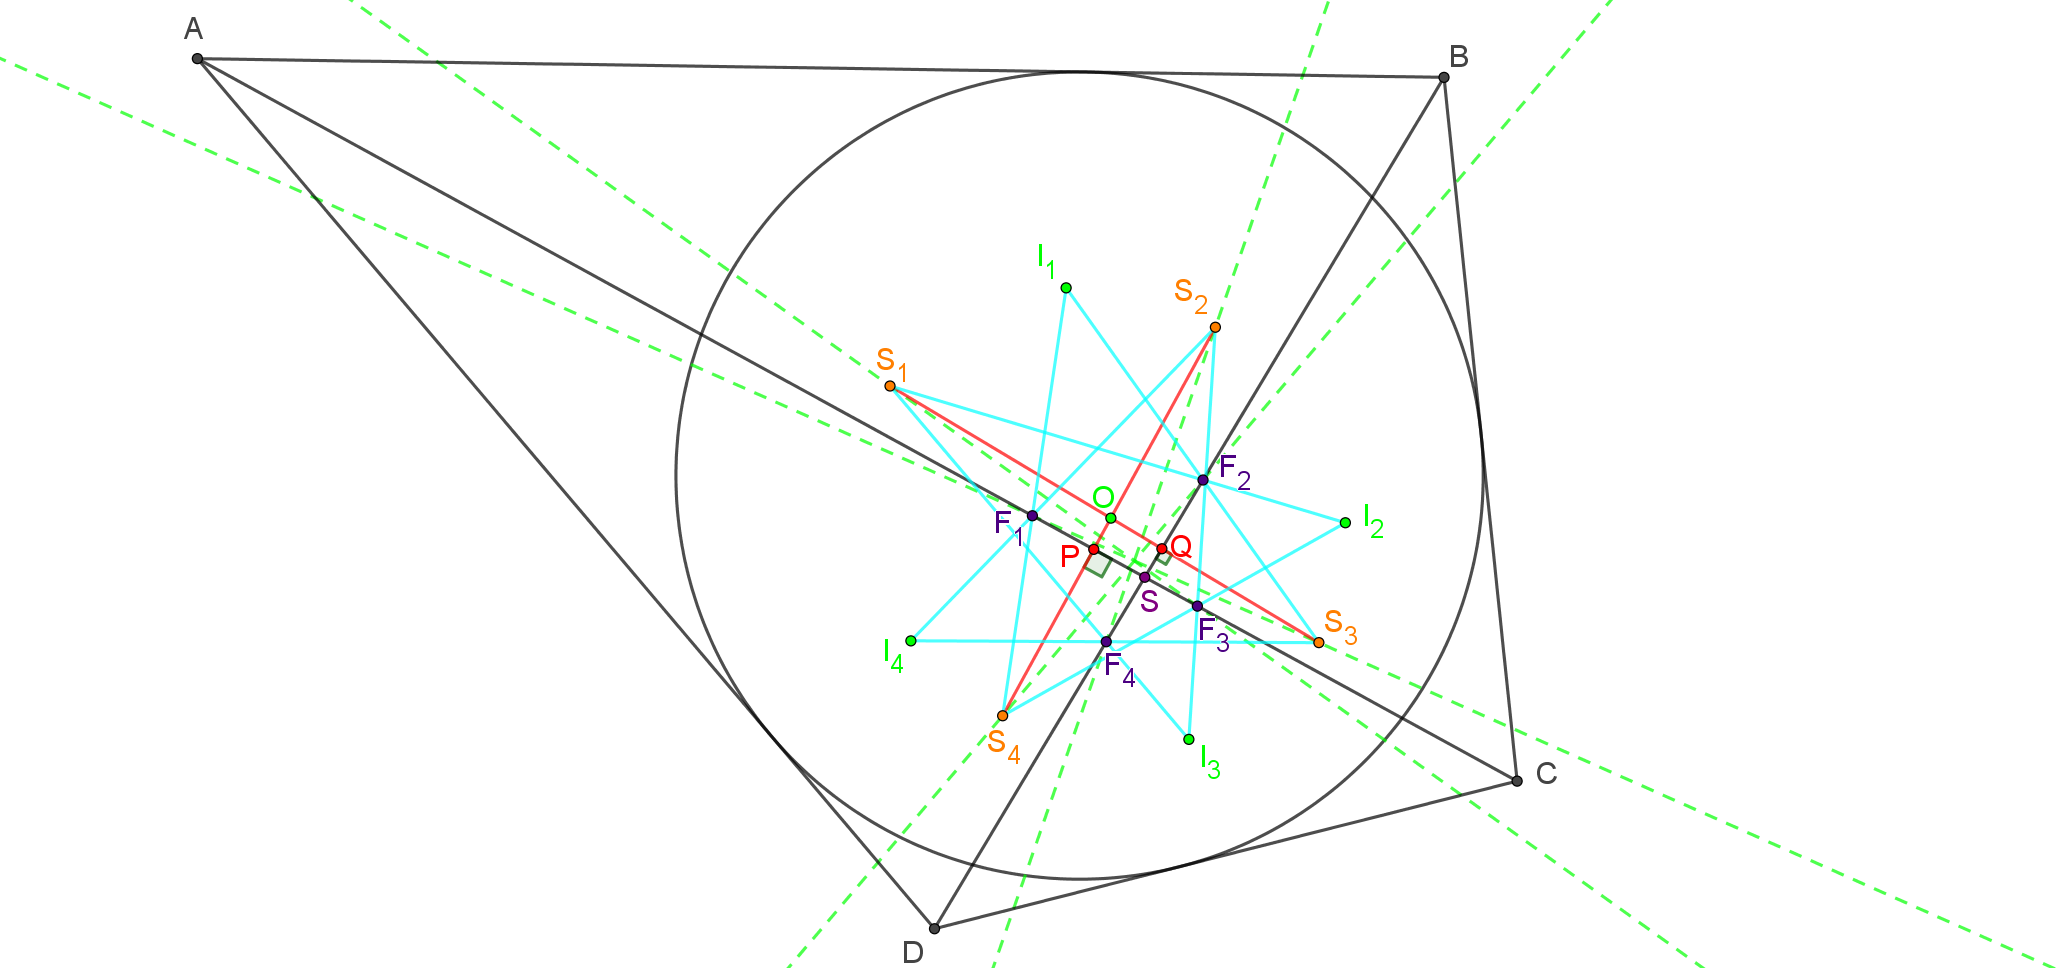 A
B
I₁
S₂
S₁
F₂
O
I₂
F₁
P
Q
S
F₃
S₃
I₄
F₄
S₄
I₃
C
D